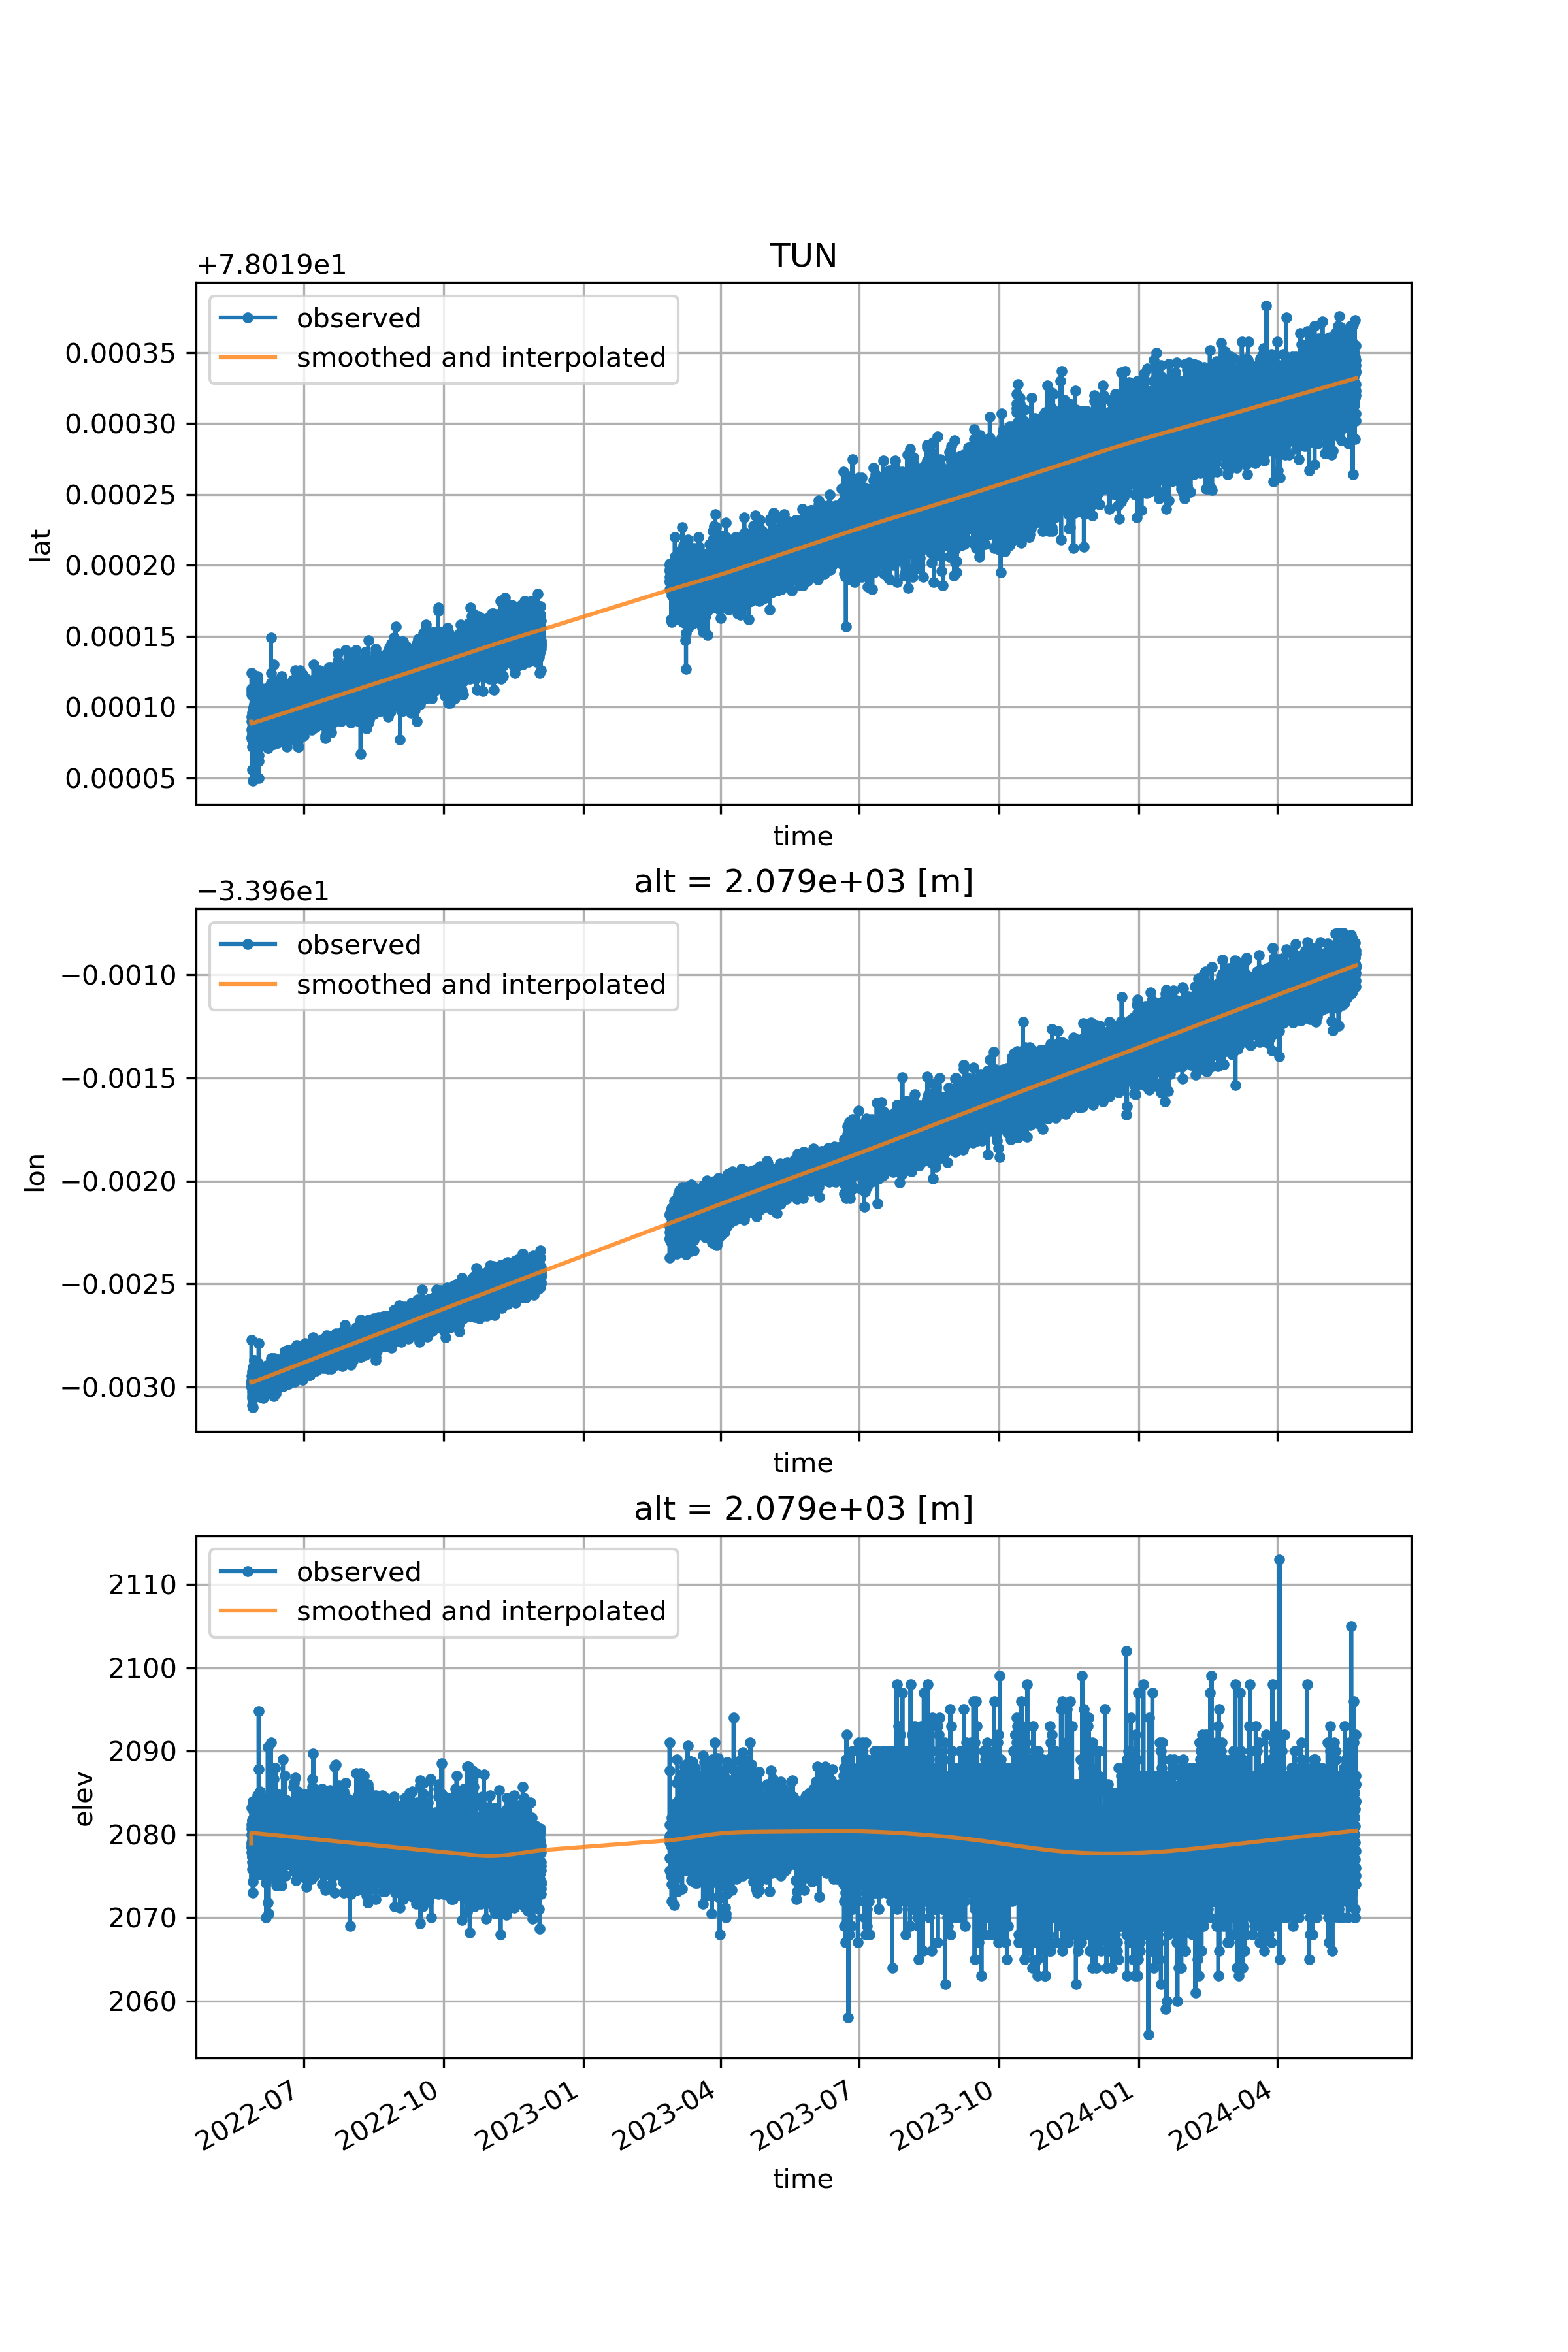 TUN
+7.8019e1
observed
smoothed and interpolated
0.00035
0.00030
0.00025
0.00020
0.00015
0.00010
0.00005
lat
time
alt = 2.079e+03 [m]
−3.396e1
observed
smoothed and interpolated
−0.0010
−0.0015
−0.0020
−0.0025
−0.0030
lon
time
alt = 2.079e+03 [m]
observed
smoothed and interpolated
2110
2100
2090
2080
2070
2060
elev
2022-07
2022-10
2023-01
2023-04
2023-07
2023-10
2024-01
2024-04
time